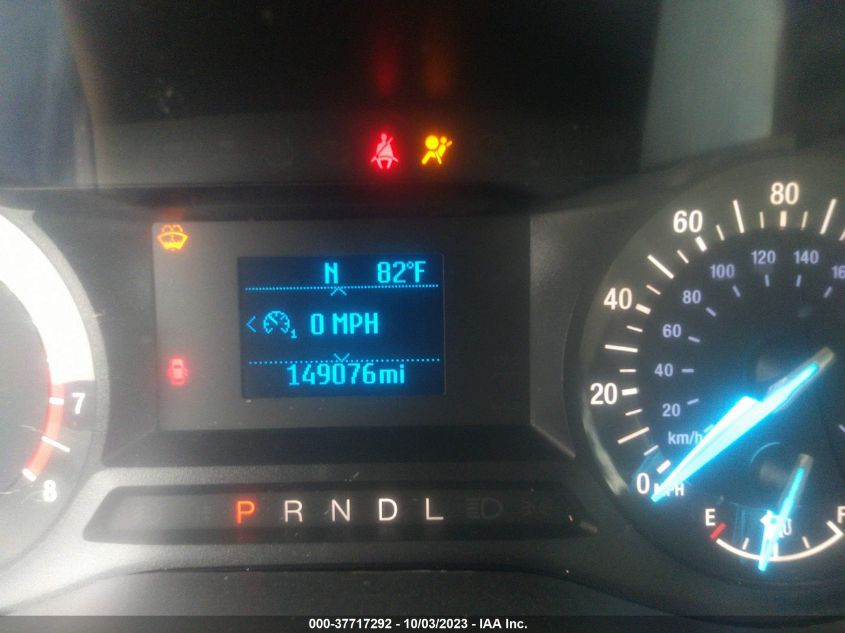 N 82°F
1 0 MPH
149076mi
7
8
P R N D L
0 20 40 60 80
MPH
20 40 60 80 100 120 140
km/h
E F
000-37717292 - 10/03/2023 - IAA Inc.